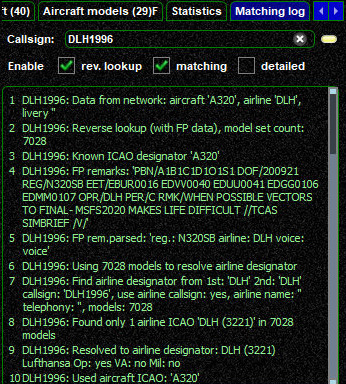 ft (40) Aircraft models (29)F Statistics Matching log
Callsign: DLH1996
Enable rev. lookup matching detailed
1 DLH1996: Data from network: aircraft 'A320', airline 'DLH',
livery ''
2 DLH1996: Reverse lookup (with FP data), model set count:
7028
3 DLH1996: Known ICAO designator 'A320'
4 DLH1996: FP remarks: 'PBN/A1B1C1D1O1S1 DOF/200921
REG/N320SB EET/EBUR0016 EDVV0040 EDUU0041 EDGG0106
EDMM0107 OPR/DLH PER/C RMK/WHEN POSSIBLE VECTORS
TO FINAL- MSFS2020 MAKES LIFE DIFFICULT //TCAS
SIMBRIEF /V/'
5 DLH1996: FP rem.parsed: 'reg.: N320SB airline: DLH voice:
voice'
6 DLH1996: Using 7028 models to resolve airline designator
7 DLH1996: Find airline designator from 1st: 'DLH' 2nd: 'DLH'
callsign: 'DLH1996', use airline callsign: yes, airline name: ''
telephony: '', models: 7028
8 DLH1996: Found only 1 airline ICAO 'DLH (3221)' in 7028
models
9 DLH1996: Resolved to airline designator: DLH (3221)
Lufthansa Op: yes VA: no Mil: no
10 DLH1996: Used aircraft ICAO: 'A320'